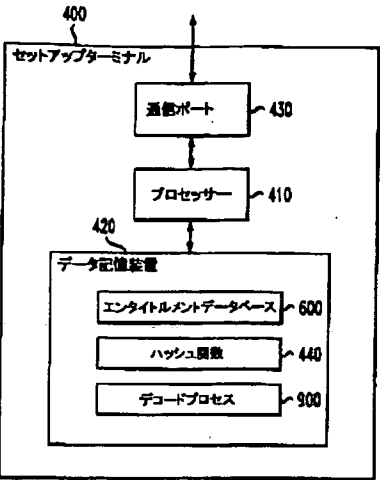 400
セットアップターミナル
通信ポート
430
プロセッサー
410
420
データ記憶装置
エンタイトルメントデータベース
600
ハッシュ関数
440
デコードプロセス
900